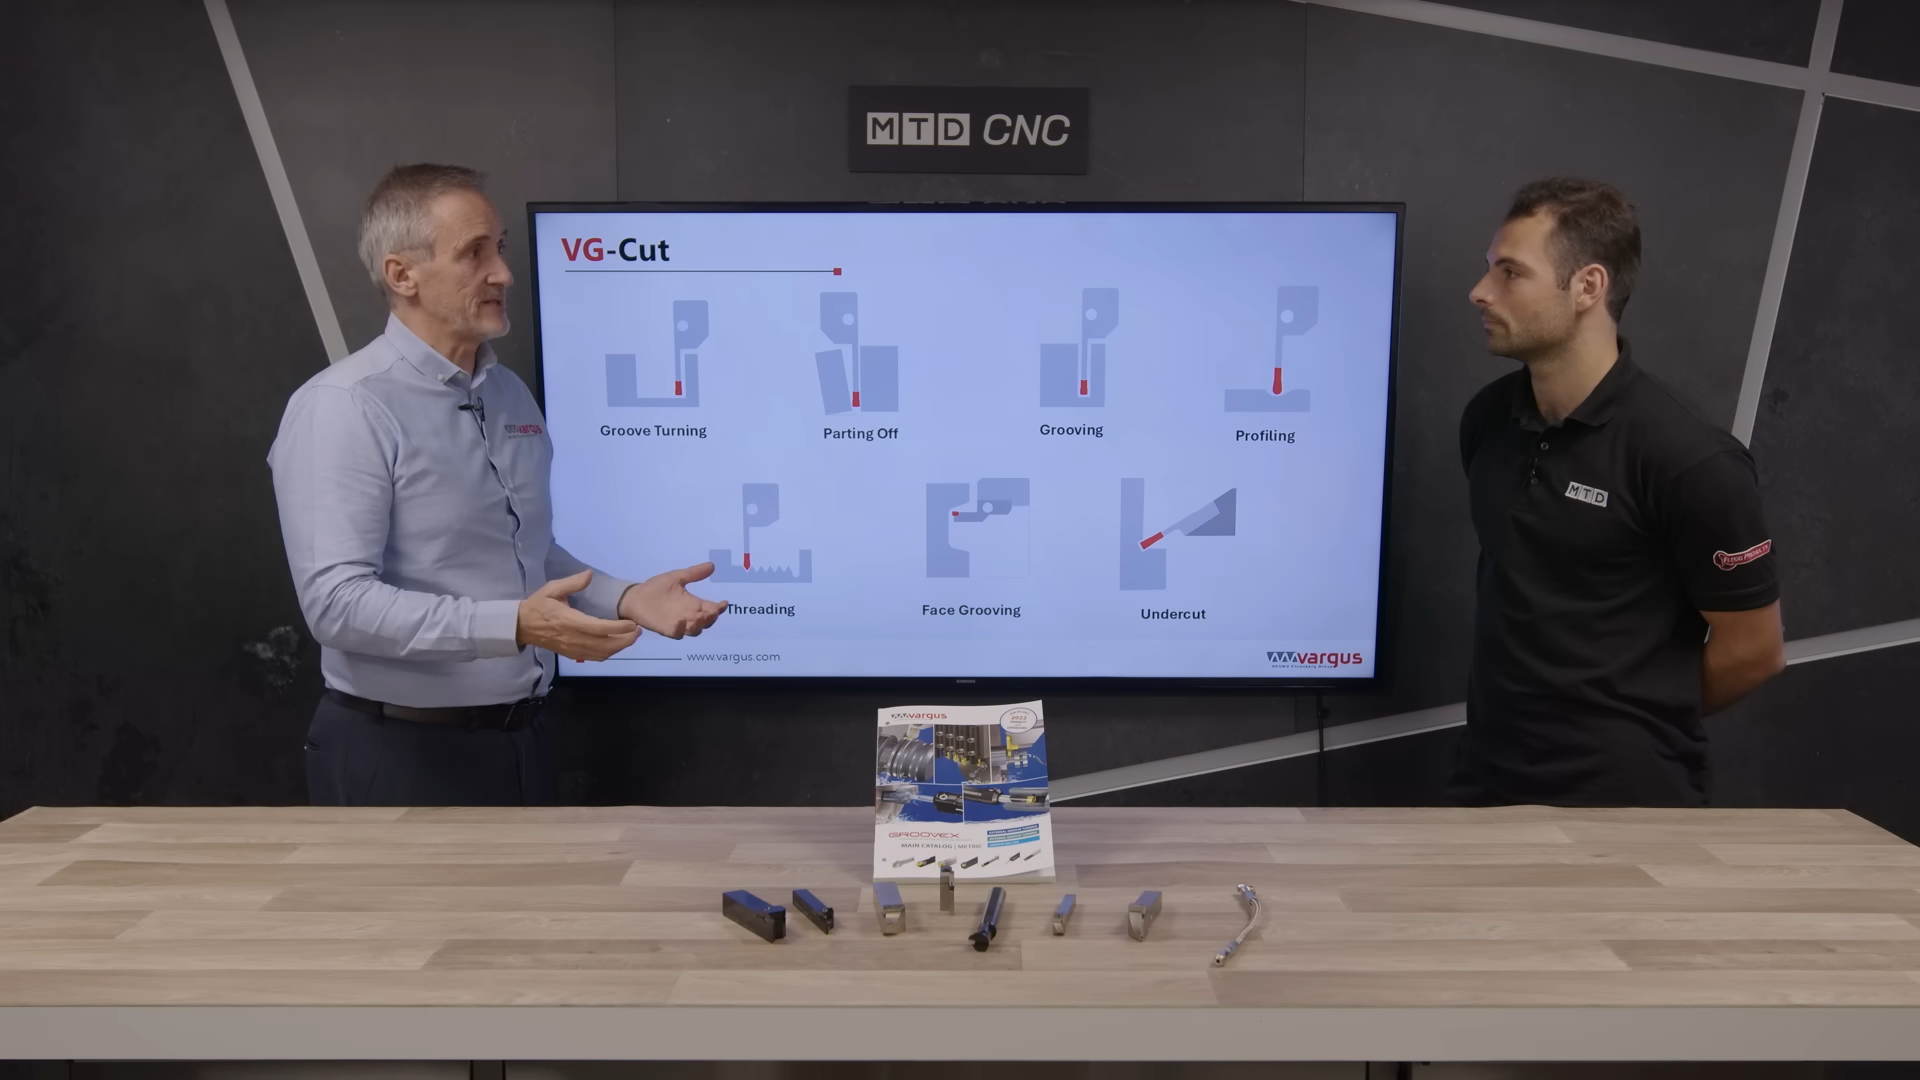 MTD CNC
VG-Cut
Groove Turning
Parting Off
Grooving
Profiling
Threading
Face Grooving
Undercut
www.vargus.com
vargus
vargus
MTD
vargus
2022
GROOVEX
MAIN CATALOG | METRIC